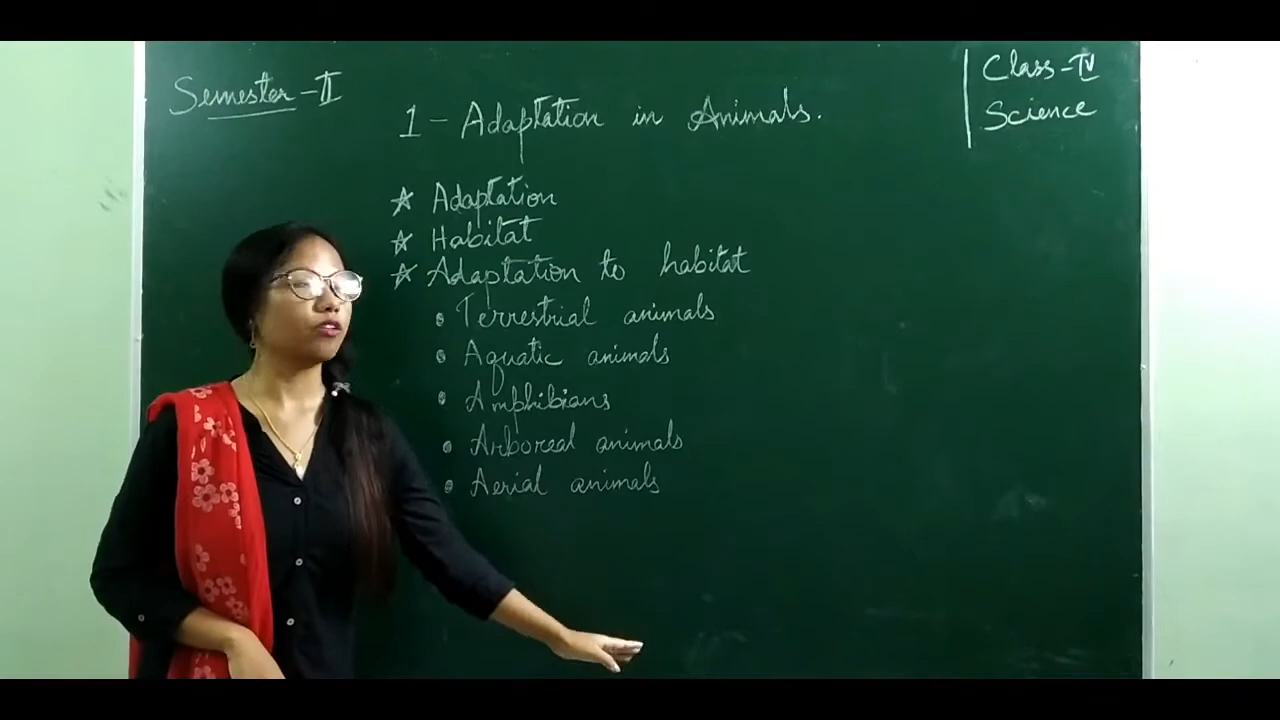 Semester-II
Class-IV
Science
1- Adaptation in Animals.
☆ Adaptation
☆ Habitat
☆ Adaptation to habitat
• Terrestrial animals
• Aquatic animals
• Amphibians
• Arboreal animals
• Aerial animals